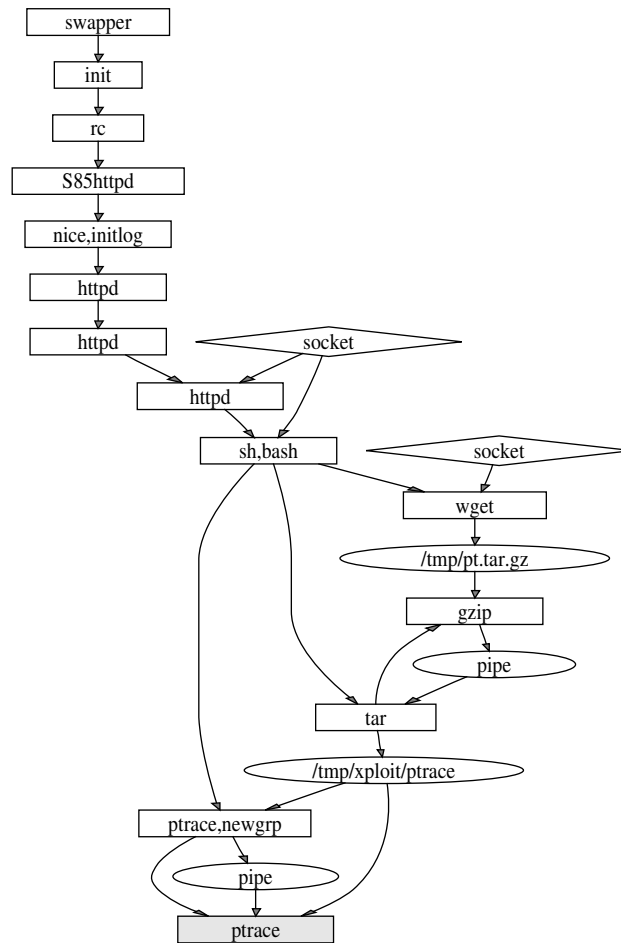 swapper
init
rc
S85httpd
nice,initlog
httpd
httpd
socket
httpd
sh,bash
socket
wget
/tmp/pt.tar.gz
gzip
pipe
tar
/tmp/xploit/ptrace
ptrace,newgrp
pipe
ptrace